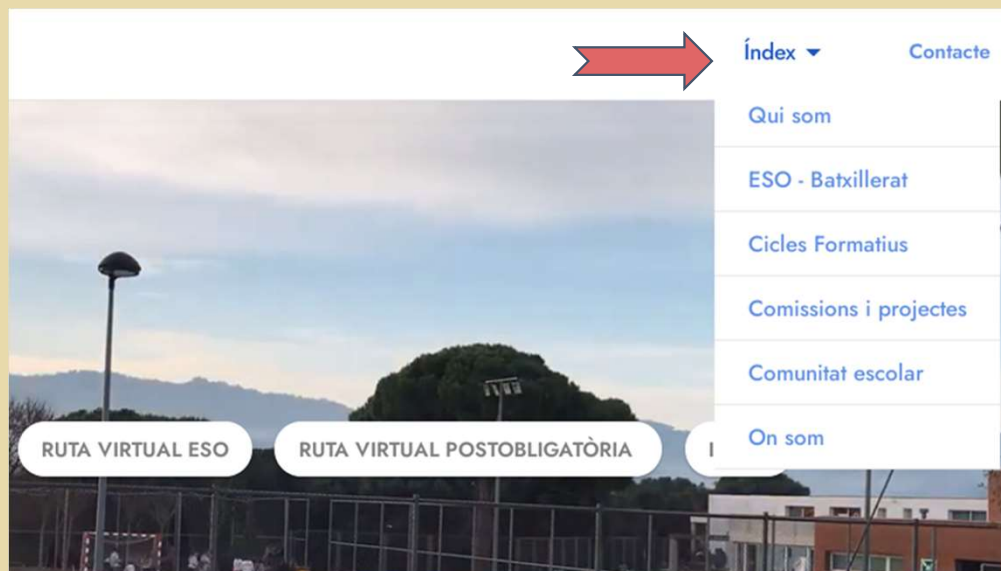 Índex
Contacte
Qui som
ESO - Batxillerat
Cicles Formatius
Comissions i projectes
Comunitat escolar
On som
RUTA VIRTUAL ESO
RUTA VIRTUAL POSTOBLIGATÒRIA